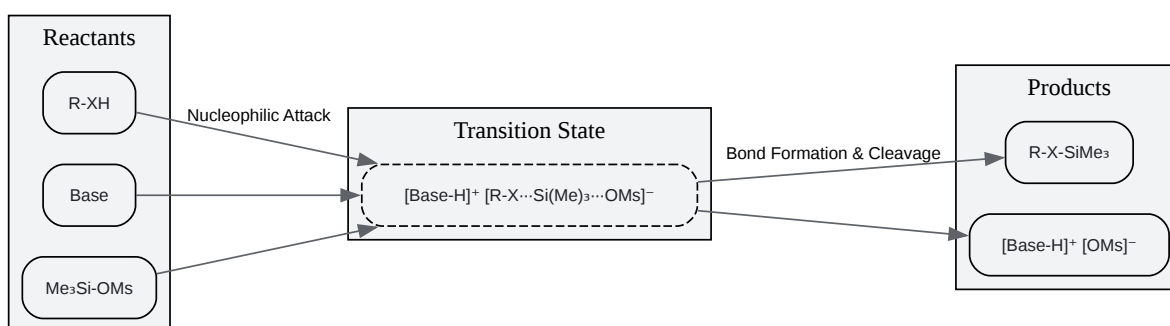 Reactants
R-XH
Base
Me₃Si-OMs
Nucleophilic Attack
Transition State
[Base-H]⁺ [R-X···Si(Me)₃···OMs]⁻
Bond Formation & Cleavage
Products
R-X-SiMe₃
[Base-H]⁺ [OMs]⁻